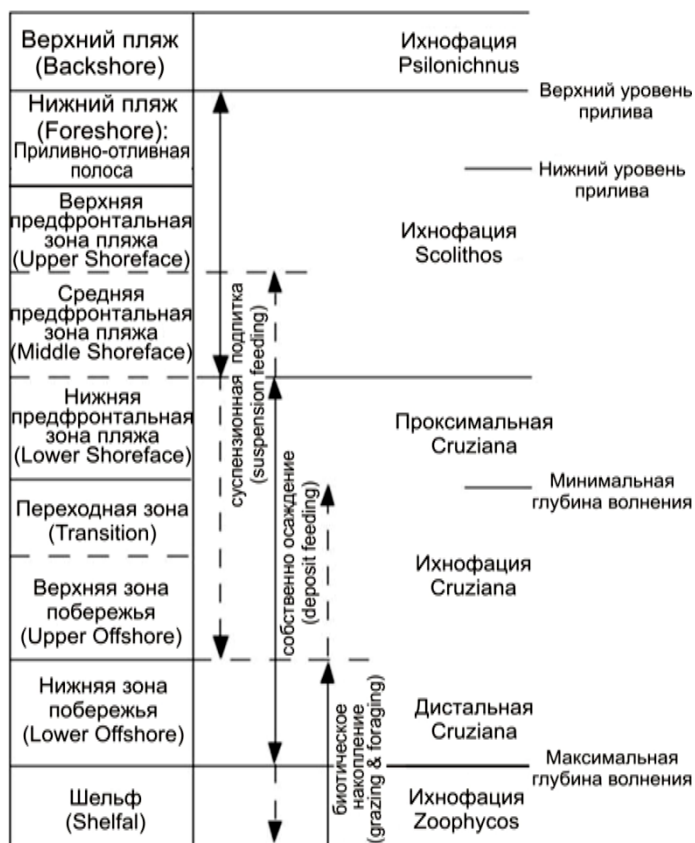 Верхний пляж
(Backshore)
Ихнофация
Psilonichnus
Верхний уровень
прилива
Нижний пляж
(Foreshore):
Приливно-отливная
полоса
Нижний уровень
прилива
Верхняя
предфронтальная
зона пляжа
(Upper Shoreface)
Ихнофация
Scolithos
Средняя
предфронтальная
зона пляжа
(Middle Shoreface)
суспензионная подпитка
(suspension feeding)
Нижняя
предфронтальная
зона пляжа
(Lower Shoreface)
Проксимальная
Cruziana
собственно осаждение
(deposit feeding)
Минимальная
глубина волнения
Переходная зона
(Transition)
Ихнофация
Cruziana
Верхняя зона
побережья
(Upper Offshore)
Нижняя зона
побережья
(Lower Offshore)
Дистальная
Cruziana
биотическое
накопление
(grazing & foraging)
Максимальная
глубина волнения
Шельф
(Shelfal)
Ихнофация
Zoophycos